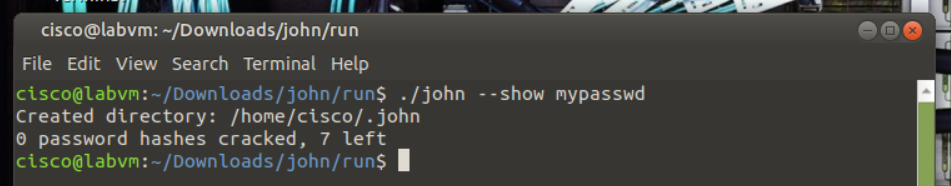 cisco@labvm: ~/Downloads/john/run
File Edit View Search Terminal Help
cisco@labvm:~/Downloads/john/run$ ./john --show mypasswd
Created directory: /home/cisco/.john
0 password hashes cracked, 7 left
cisco@labvm:~/Downloads/john/run$